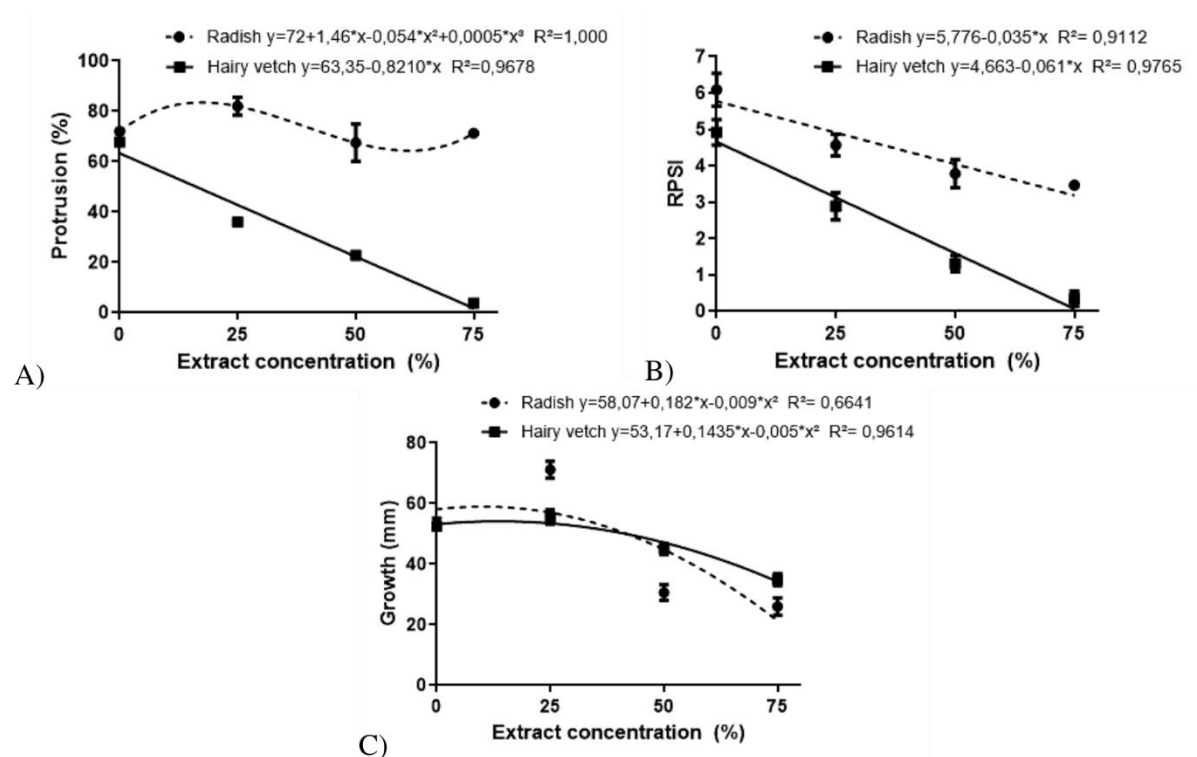 Radish y=72+1,46*x-0,054*x²+0,0005*x³ R²=1,000
Hairy vetch y=63,35-0,8210*x R²=0,9678
100
80
60
40
20
0
Protrusion (%)
0 25 50 75
Extract concentration (%)
A)
Radish y=5,776-0,035*x R²= 0,9112
Hairy vetch y=4,663-0,061*x R²= 0,9765
7
6
5
4
3
2
1
0
RPSI
0 25 50 75
Extract concentration (%)
B)
Radish y=58,07+0,182*x-0,009*x² R²= 0,6641
Hairy vetch y=53,17+0,1435*x-0,005*x² R²= 0,9614
80
60
40
20
0
Growth (mm)
0 25 50 75
Extract concentration (%)
C)